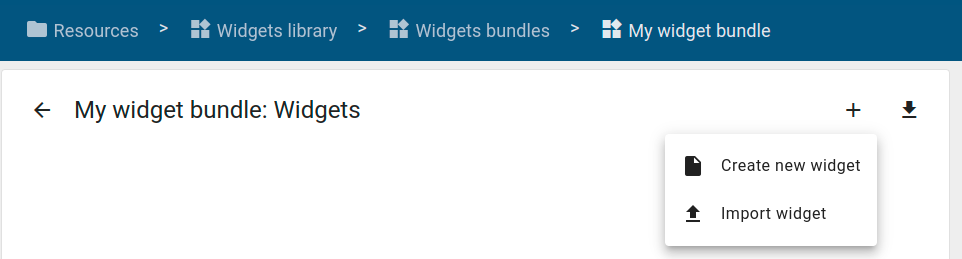 Resources > Widgets library > Widgets bundles > My widget bundle
My widget bundle: Widgets
Create new widget
Import widget